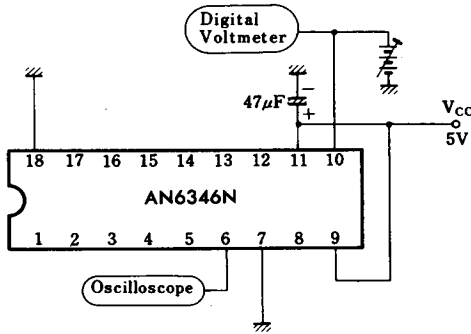 Digital
Voltmeter
47μF
−
+
V_CC
5V
18 17 16 15 14 13 12 11 10
AN6346N
1 2 3 4 5 6 7 8 9
Oscilloscope